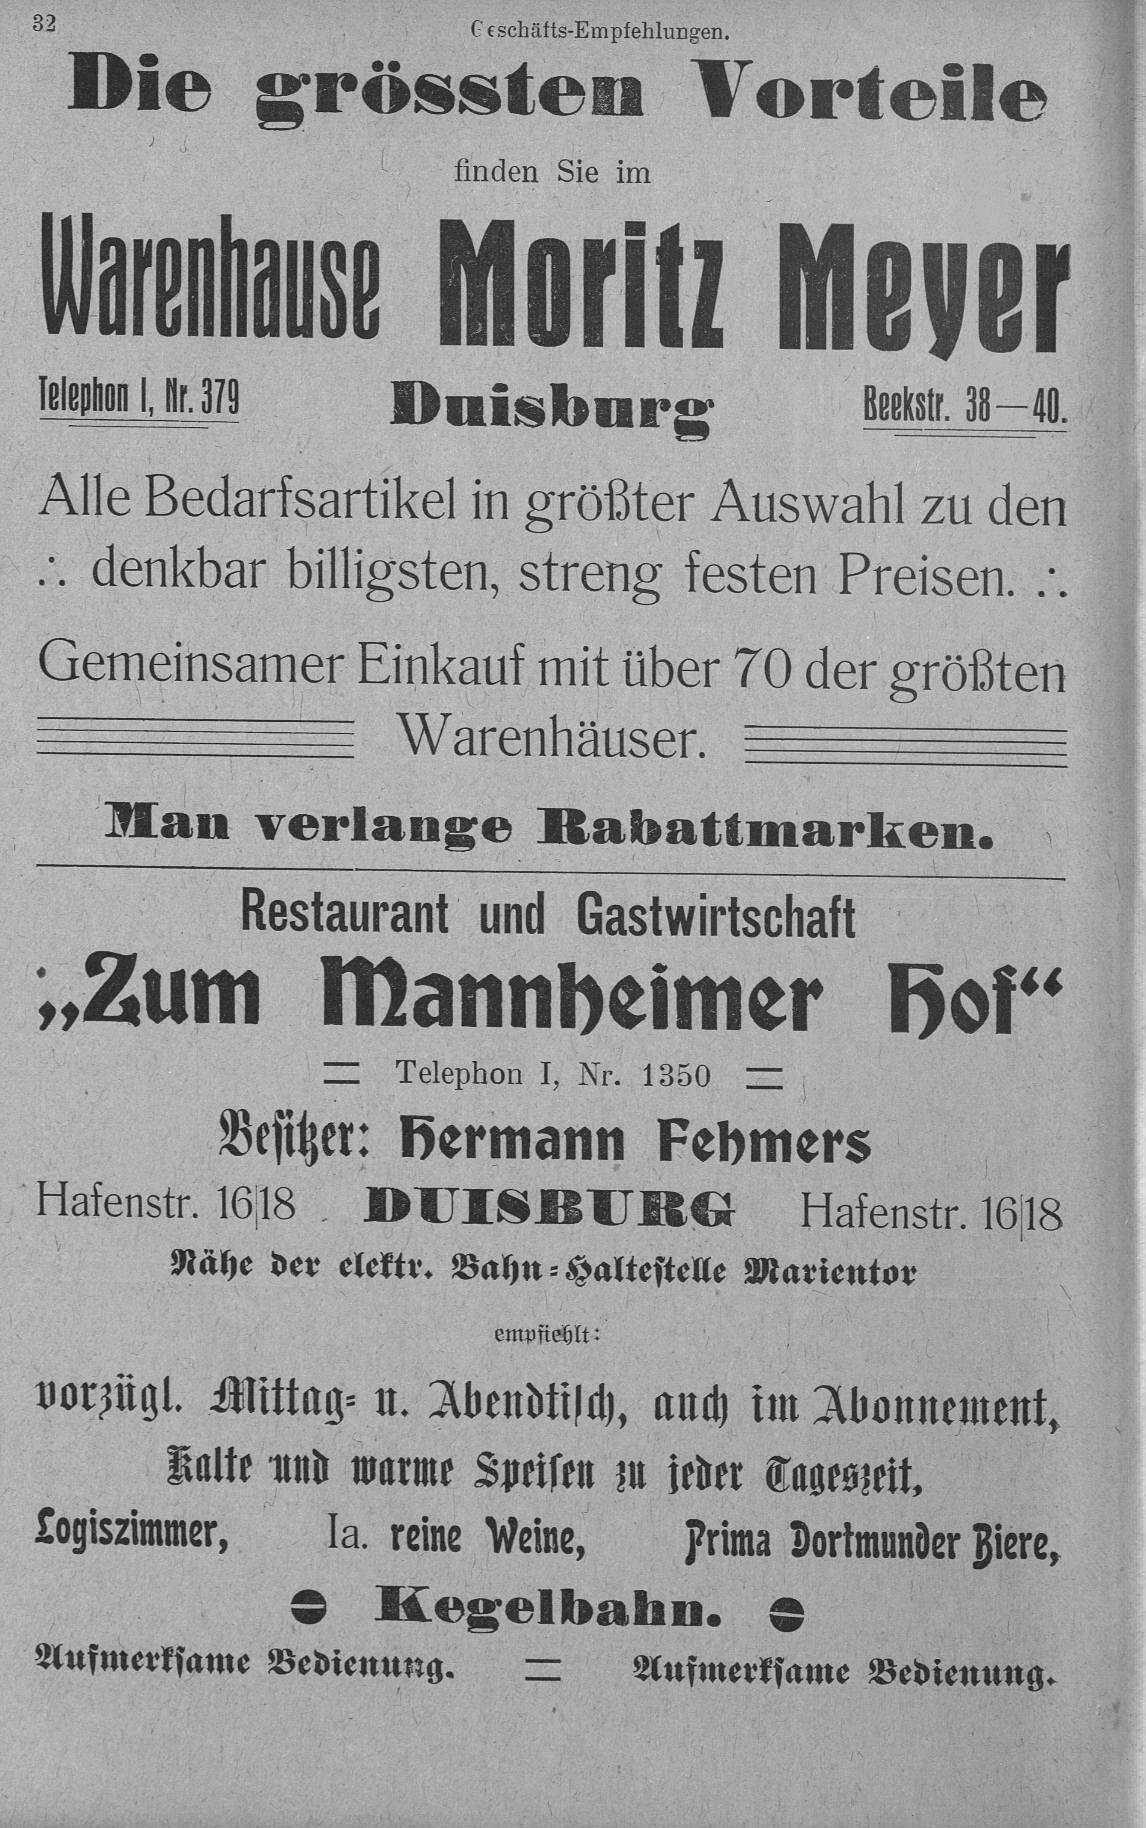 32
Geschäfts-Empfehlungen.
Die grössten Vorteile
finden Sie im
Warenhause Moritz Meyer
Telephon I, Nr. 379 Duisburg Beekstr. 38—40.
Alle Bedarfsartikel in größter Auswahl zu den
∴ denkbar billigsten, streng festen Preisen. ∴
Gemeinsamer Einkauf mit über 70 der größten
Warenhäuser.
Man verlange Rabattmarken.
Restaurant und Gastwirtschaft
„Zum Mannheimer Hof“
Telephon I, Nr. 1350
Beſitzer: Hermann Fehmers
Hafenstr. 16|18 DUISBURG Hafenstr. 16|18
Nähe der elektr. Bahn-Halteſtelle Marientor
empfiehlt:
vorzügl. Mittag- u. Abendtiſch, auch im Abonnement,
Kalte und warme Speiſen zu jeder Tageszeit,
Logiszimmer, Ia. reine Weine, Prima Dortmunder Biere,
Kegelbahn.
Aufmerkſame Bedienung. = Aufmerkſame Bedienung.